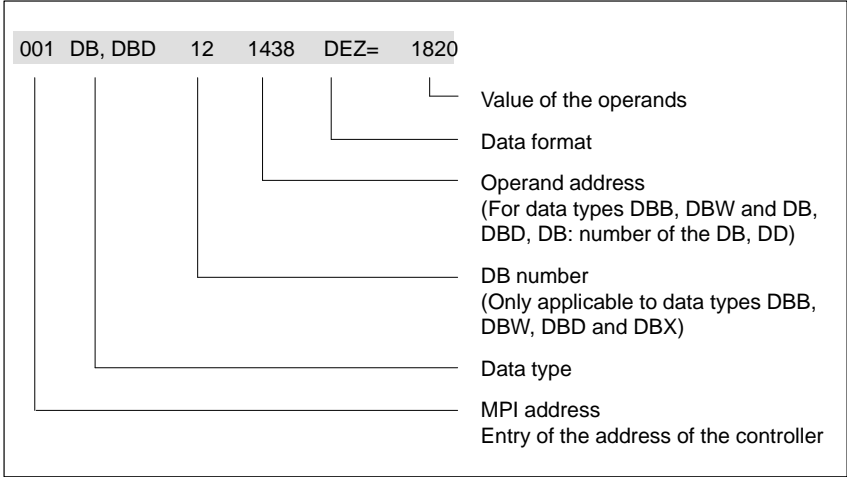 001 DB, DBD 12 1438 DEZ= 1820
Value of the operands
Data format
Operand address
(For data types DBB, DBW and DB,
DBD, DB: number of the DB, DD)
DB number
(Only applicable to data types DBB,
DBW, DBD and DBX)
Data type
MPI address
Entry of the address of the controller